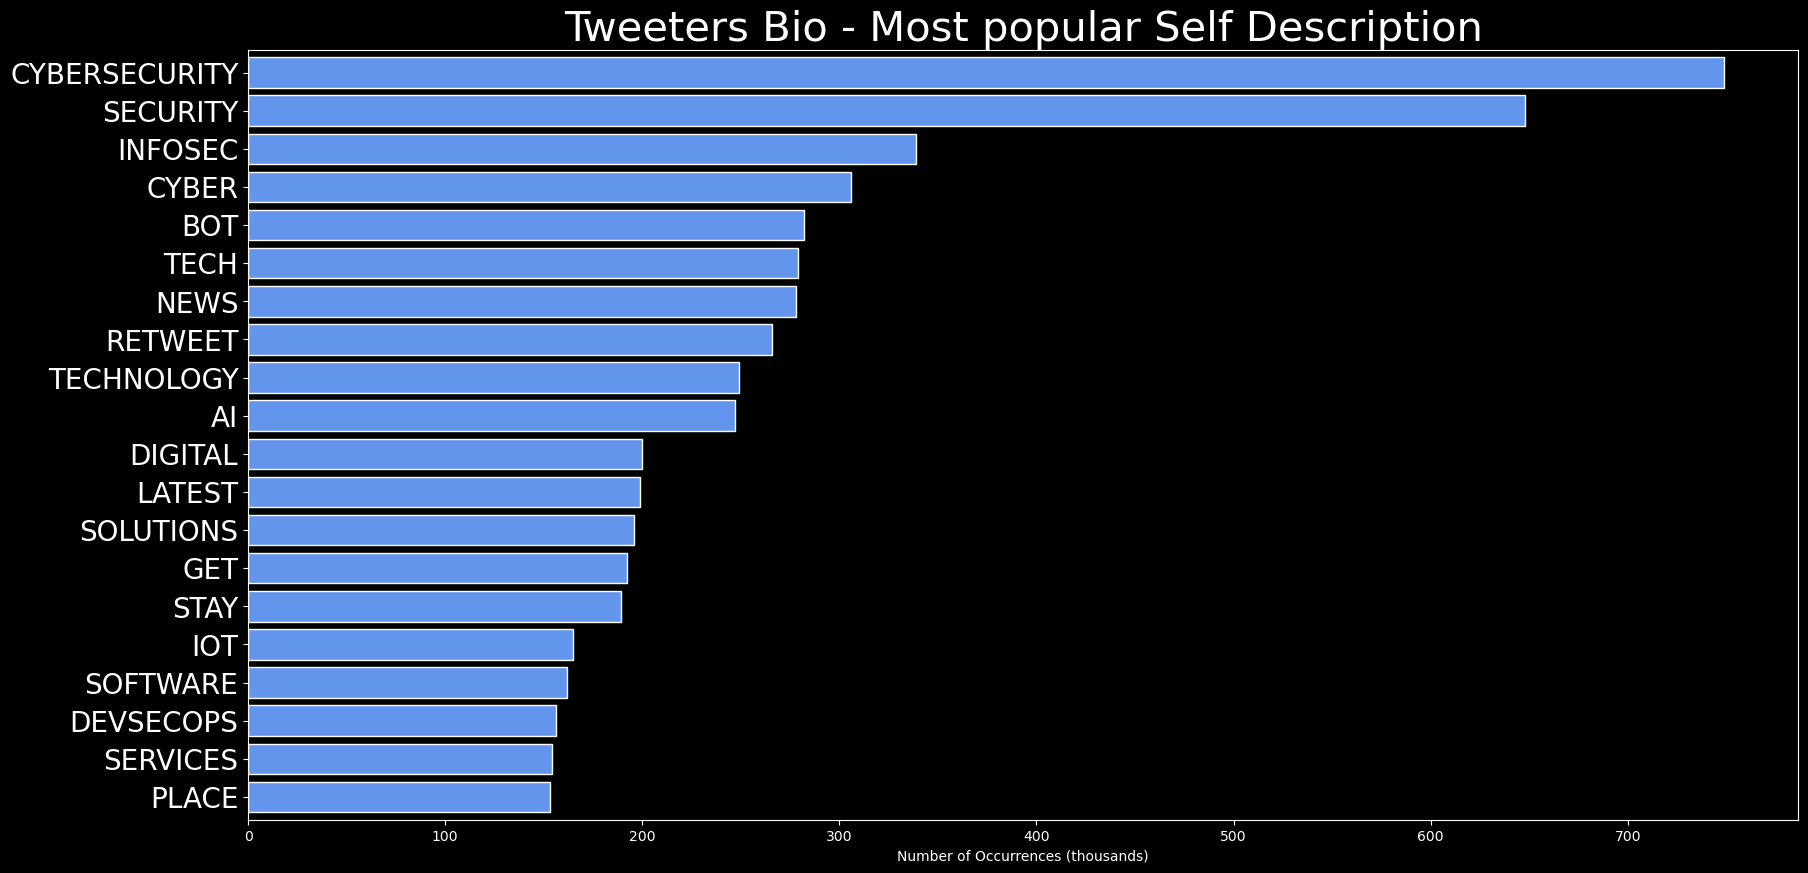 Tweeters Bio - Most popular Self Description
CYBERSECURITY
SECURITY
INFOSEC
CYBER
BOT
TECH
NEWS
RETWEET
TECHNOLOGY
AI
DIGITAL
LATEST
SOLUTIONS
GET
STAY
IOT
SOFTWARE
DEVSECOPS
SERVICES
PLACE
0 100 200 300 400 500 600 700
Number of Occurrences (thousands)